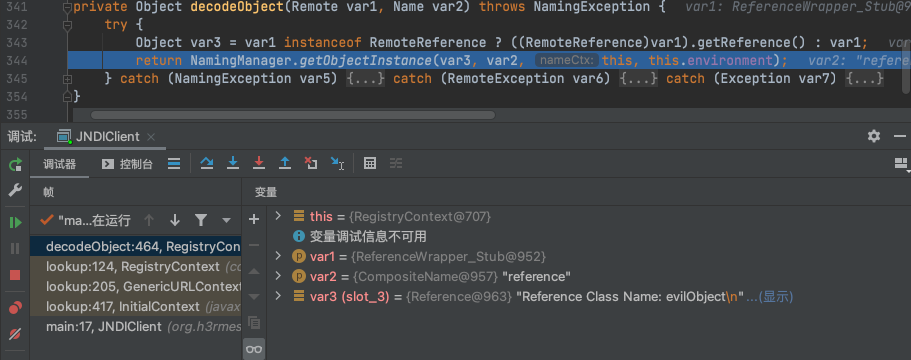 341 private Object decodeObject(Remote var1, Name var2) throws NamingException { var1: ReferenceWrapper_Stub@9
342 try {
343 Object var3 = var1 instanceof RemoteReference ? ((RemoteReference)var1).getReference() : var1; var
344 return NamingManager.getObjectInstance(var3, var2, nameCtx: this, this.environment); var2: "refere
345 } catch (NamingException var5) {...} catch (RemoteException var6) {...} catch (Exception var7) {...}
354 }
355
调试: JNDIClient
调试器 控制台
帧 变量
"ma...在运行
decodeObject:464, RegistryCon
lookup:124, RegistryContext (co
lookup:205, GenericURLContext
lookup:417, InitialContext (javax
main:17, JNDIClient (org.h3rmes
this = {RegistryContext@707}
变量调试信息不可用
var1 = {ReferenceWrapper_Stub@952}
var2 = {CompositeName@957} "reference"
var3 (slot_3) = {Reference@963} "Reference Class Name: evilObject\n" ...(显示)